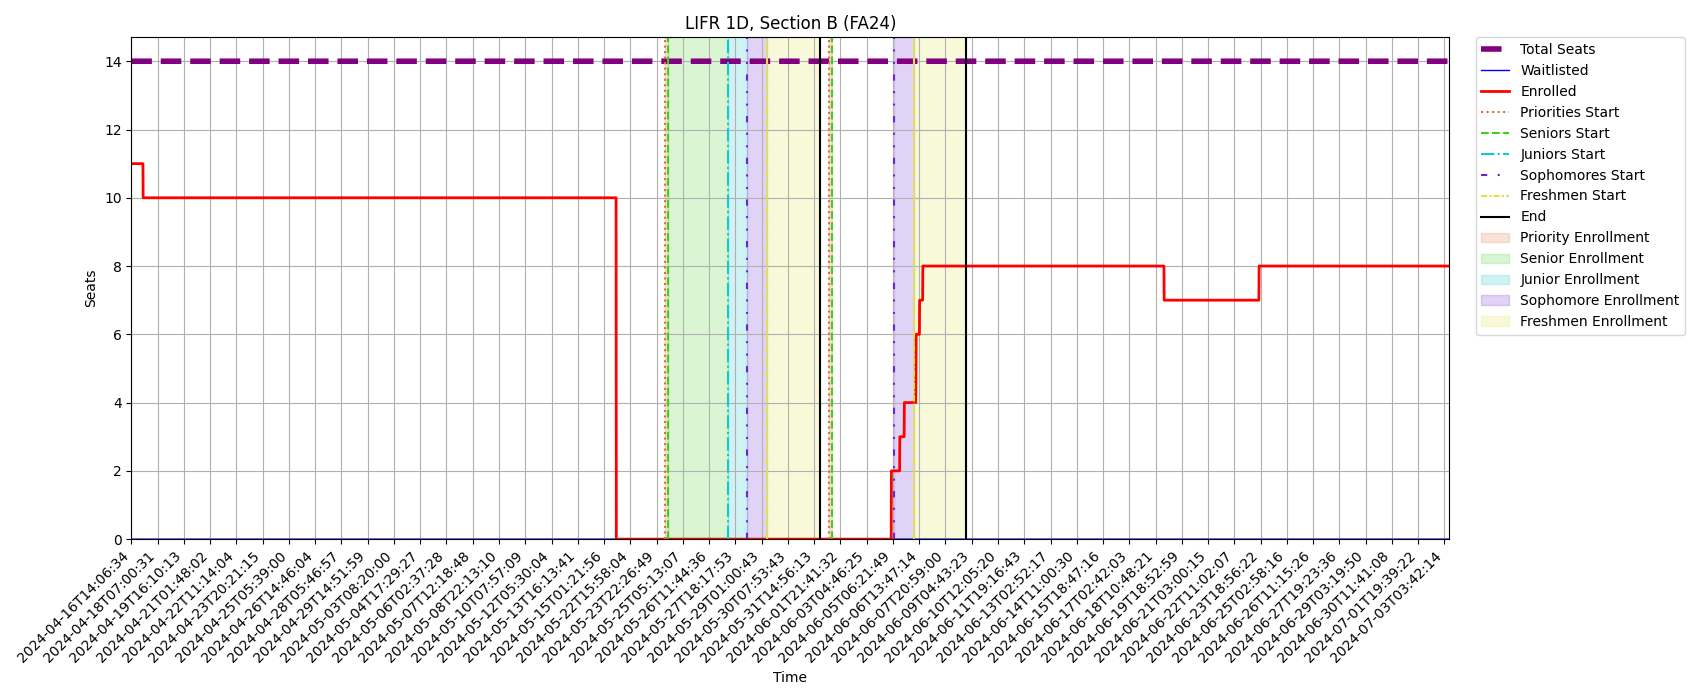 LIFR 1D, Section B (FA24)
14
12
10
8
6
4
2
0
Seats
2024-04-16T14:06:34
2024-04-18T07:00:31
2024-04-19T16:10:13
2024-04-21T01:48:02
2024-04-22T11:14:04
2024-04-23T20:21:15
2024-04-25T05:39:00
2024-04-26T14:46:04
2024-04-28T05:46:57
2024-04-29T14:51:59
2024-05-03T08:20:00
2024-05-04T17:29:27
2024-05-06T02:37:28
2024-05-07T12:18:48
2024-05-08T22:13:10
2024-05-10T07:57:09
2024-05-12T05:30:04
2024-05-13T16:13:41
2024-05-15T01:21:56
2024-05-22T15:58:04
2024-05-23T22:26:49
2024-05-25T05:13:07
2024-05-26T11:44:36
2024-05-27T18:17:53
2024-05-29T01:00:43
2024-05-30T07:53:43
2024-05-31T14:56:13
2024-06-01T21:41:32
2024-06-03T04:46:25
2024-06-05T06:21:49
2024-06-06T13:47:14
2024-06-07T20:59:00
2024-06-09T04:43:23
2024-06-10T12:05:20
2024-06-11T19:16:43
2024-06-13T02:52:17
2024-06-14T11:00:30
2024-06-15T18:47:16
2024-06-17T02:42:03
2024-06-18T10:48:21
2024-06-19T18:52:59
2024-06-21T03:00:15
2024-06-22T11:02:07
2024-06-23T18:56:22
2024-06-25T02:58:16
2024-06-26T11:15:26
2024-06-27T19:23:36
2024-06-29T03:19:50
2024-06-30T11:41:08
2024-07-01T19:39:22
2024-07-03T03:42:14
Time
Total Seats
Waitlisted
Enrolled
Priorities Start
Seniors Start
Juniors Start
Sophomores Start
Freshmen Start
End
Priority Enrollment
Senior Enrollment
Junior Enrollment
Sophomore Enrollment
Freshmen Enrollment